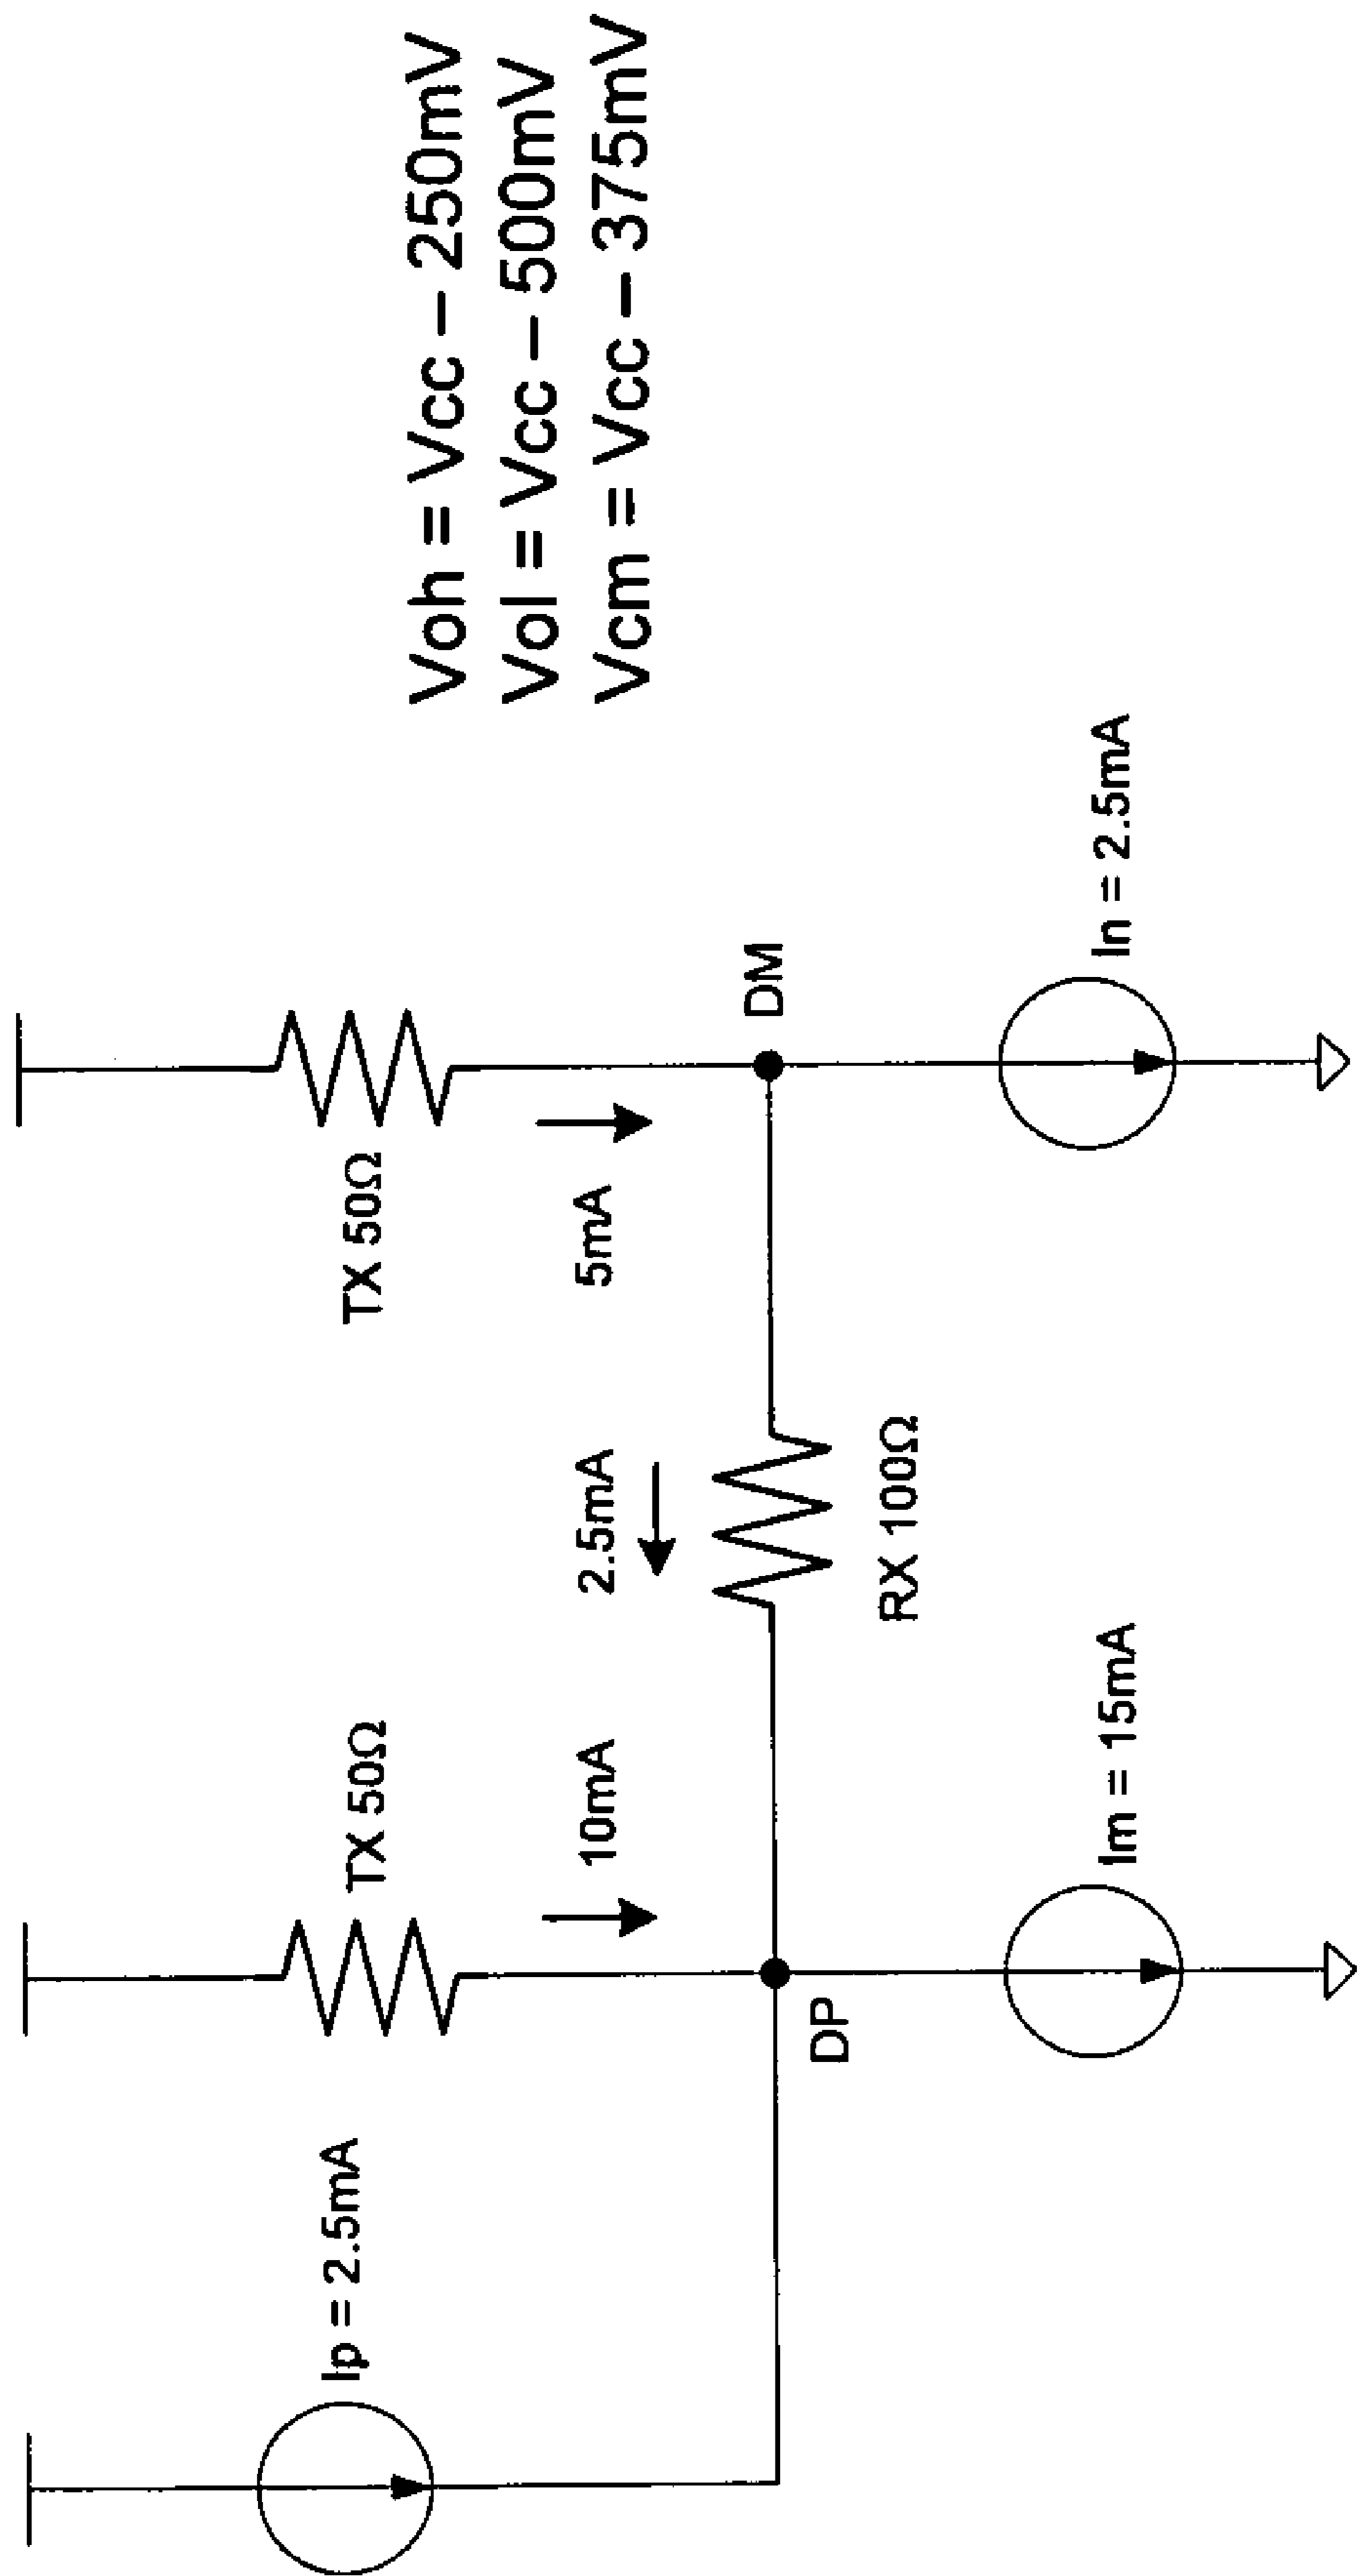 Ip = 2.5mA
TX 50Ω
10mA
TX 50Ω
5mA
2.5mA
DP
RX 100Ω
DM
Im = 15mA
In = 2.5mA
Voh = Vcc – 250mV
Vol = Vcc – 500mV
Vcm = Vcc – 375mV